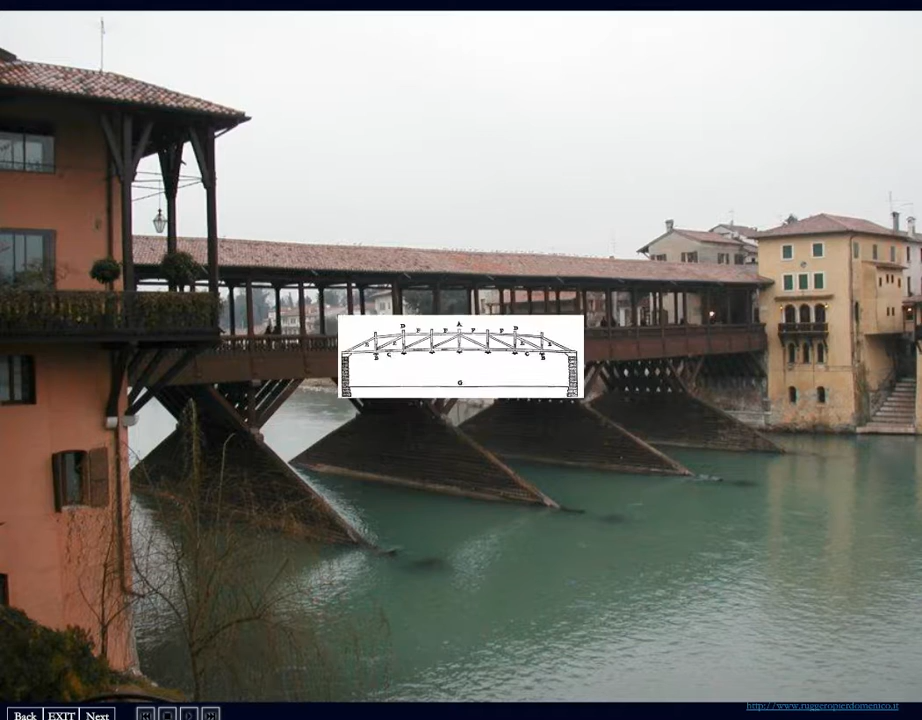 D A D
F F F F
B C C B
G
Back EXIT Next
http://www.ruggeropierdomenico.it